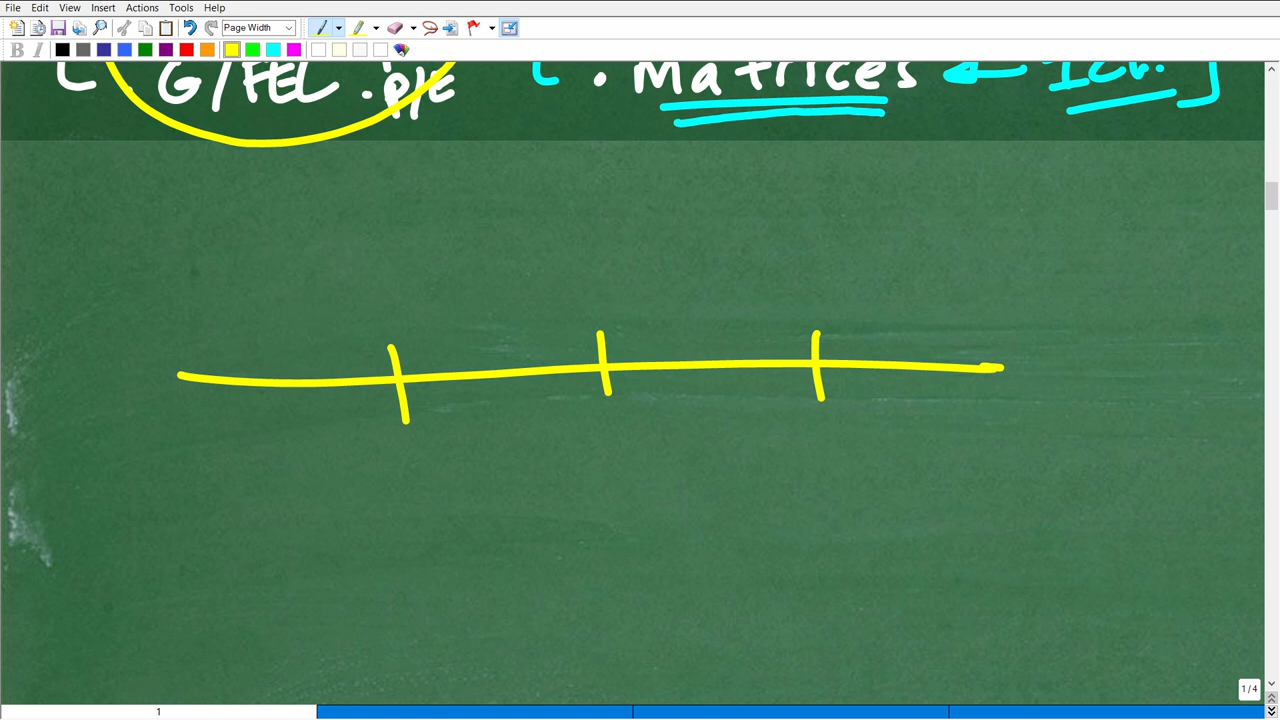 File Edit View Insert Actions Tools Help
Page Width
B I
G/FEL . P/E . Matrices
1/4
1